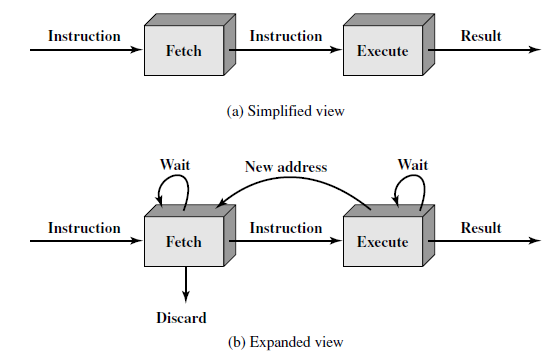 Instruction
Fetch
Instruction
Execute
Result
(a) Simplified view
Wait
New address
Wait
Instruction
Fetch
Instruction
Execute
Result
Discard
(b) Expanded view